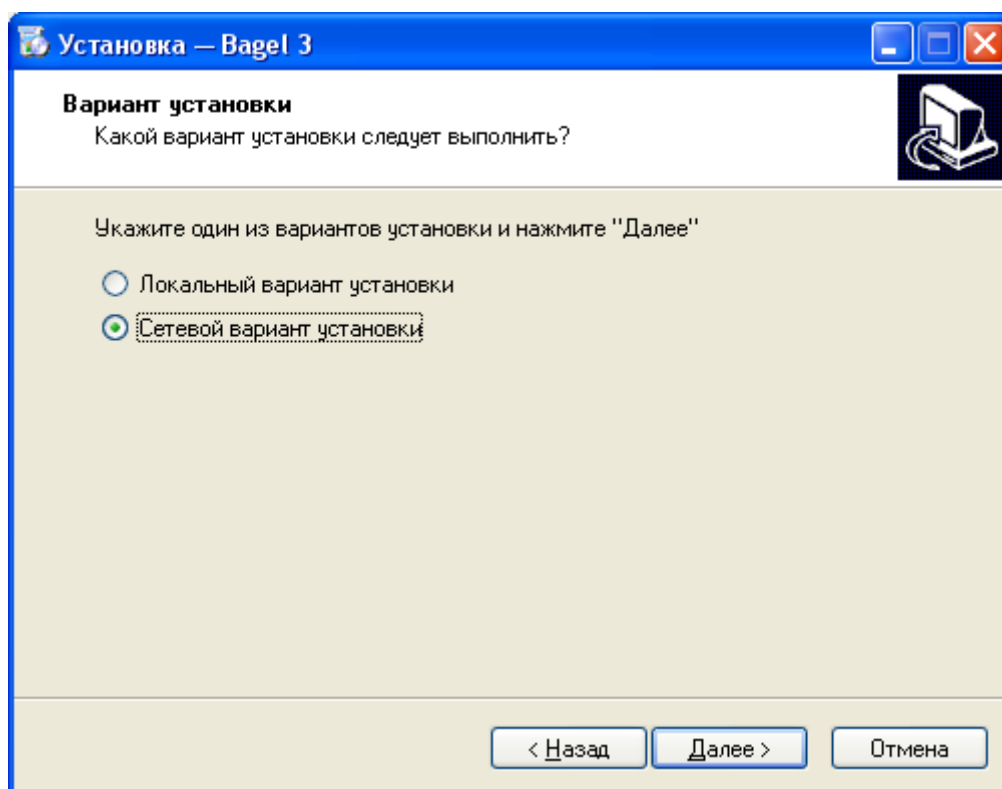 Установка — Bagel 3
Вариант установки
Какой вариант установки следует выполнить?
Укажите один из вариантов установки и нажмите "Далее"
Локальный вариант установки
Сетевой вариант установки
< Назад Далее > Отмена